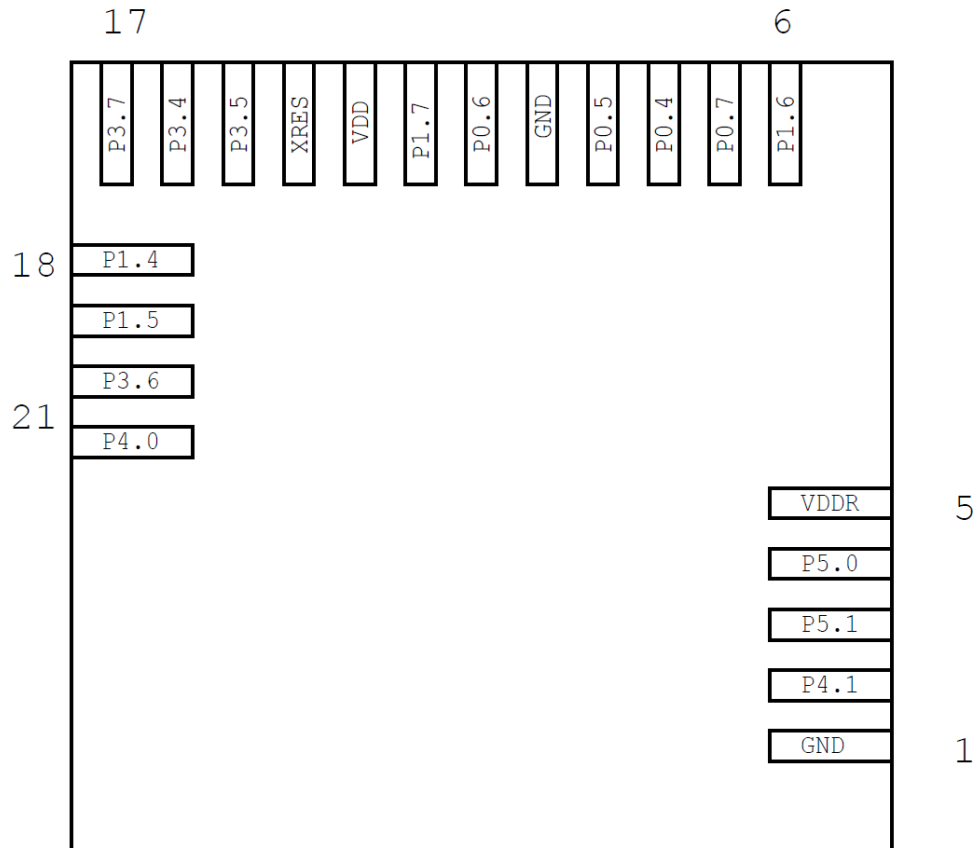 17 6
P3.7 P3.4 P3.5 XRES VDD P1.7 P0.6 GND P0.5 P0.4 P0.7 P1.6
18 P1.4
P1.5
P3.6
21
P4.0
VDDR 5
P5.0
P5.1
P4.1
GND 1